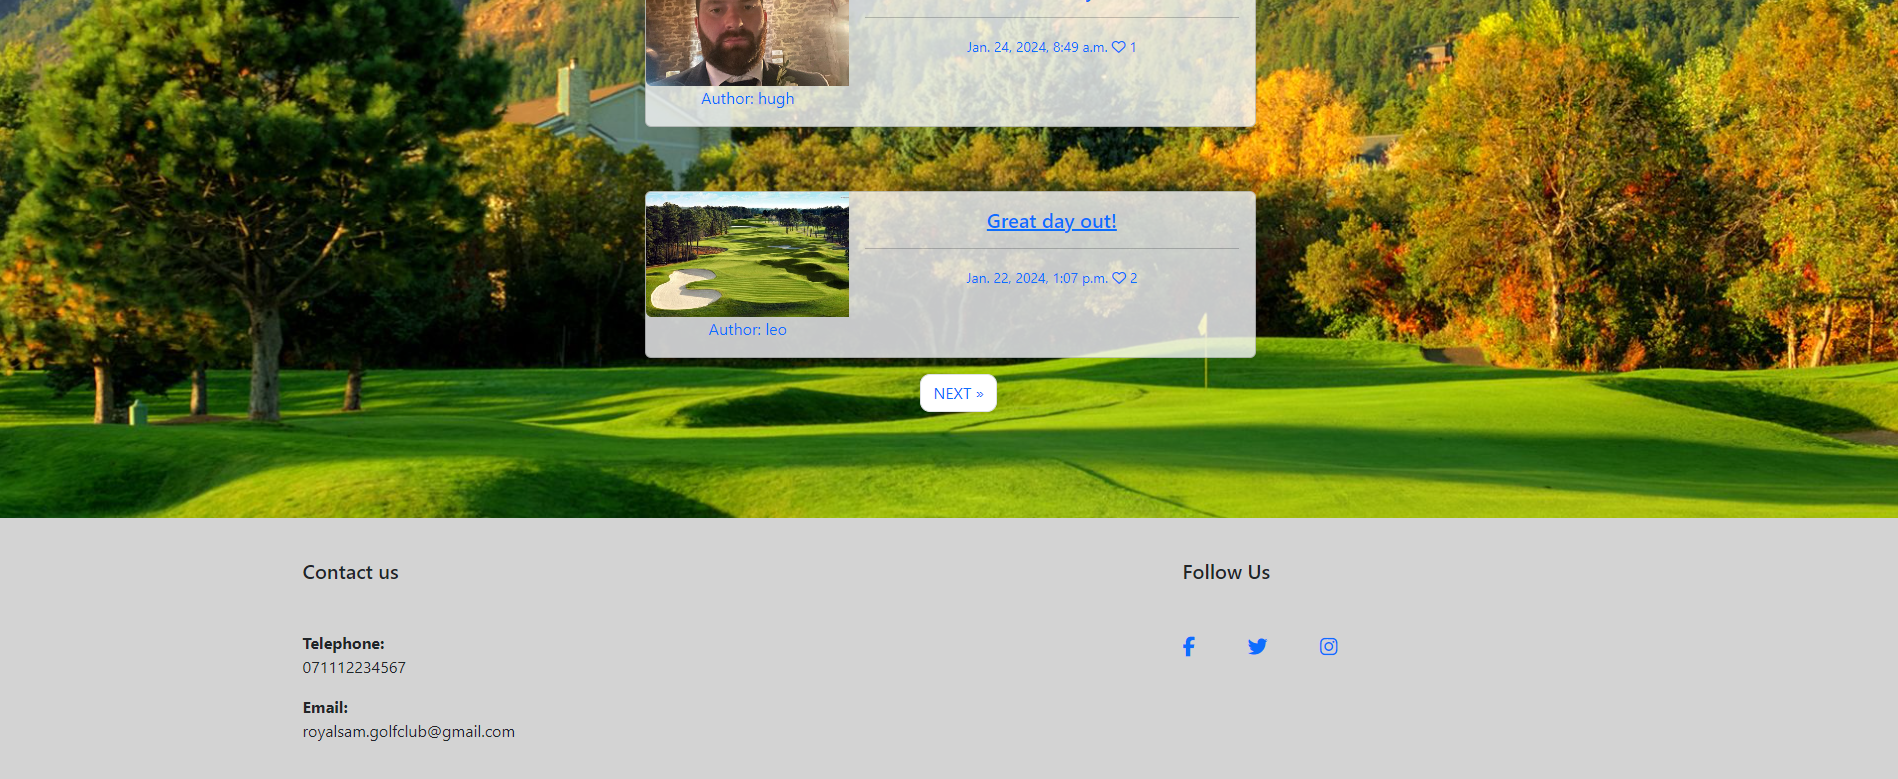 Jan. 24, 2024, 8:49 a.m. 1
Author: hugh
Great day out!
Jan. 22, 2024, 1:07 p.m. 2
Author: leo
NEXT »
Contact us
Follow Us
Telephone:
071112234567
Email:
royalsam.golfclub@gmail.com